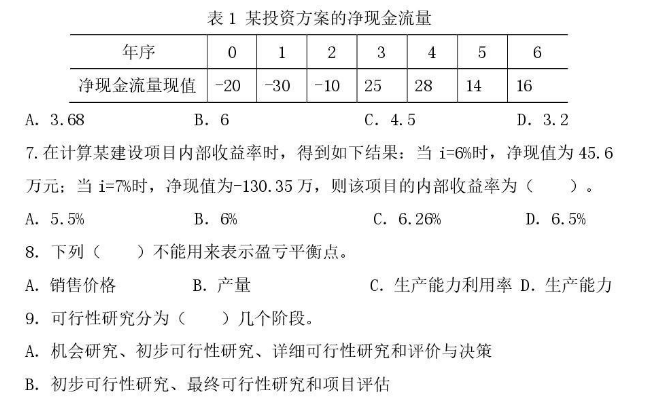 表 1 某投资方案的净现金流量
年序 0 1 2 3 4 5 6
净现金流量现值 -20 -30 -10 25 28 14 16
A. 3.68 B. 6 C. 4.5 D. 3.2
7.在计算某建设项目内部收益率时，得到如下结果：当 i=6%时，净现值为 45.6
万元；当 i=7%时，净现值为-130.35 万，则该项目的内部收益率为（ ）。
A. 5.5% B. 6% C. 6.26% D. 6.5%
8. 下列（ ）不能用来表示盈亏平衡点。
A. 销售价格 B. 产量 C. 生产能力利用率 D. 生产能力
9. 可行性研究分为（ ）几个阶段。
A. 机会研究、初步可行性研究、详细可行性研究和评价与决策
B. 初步可行性研究、最终可行性研究和项目评估